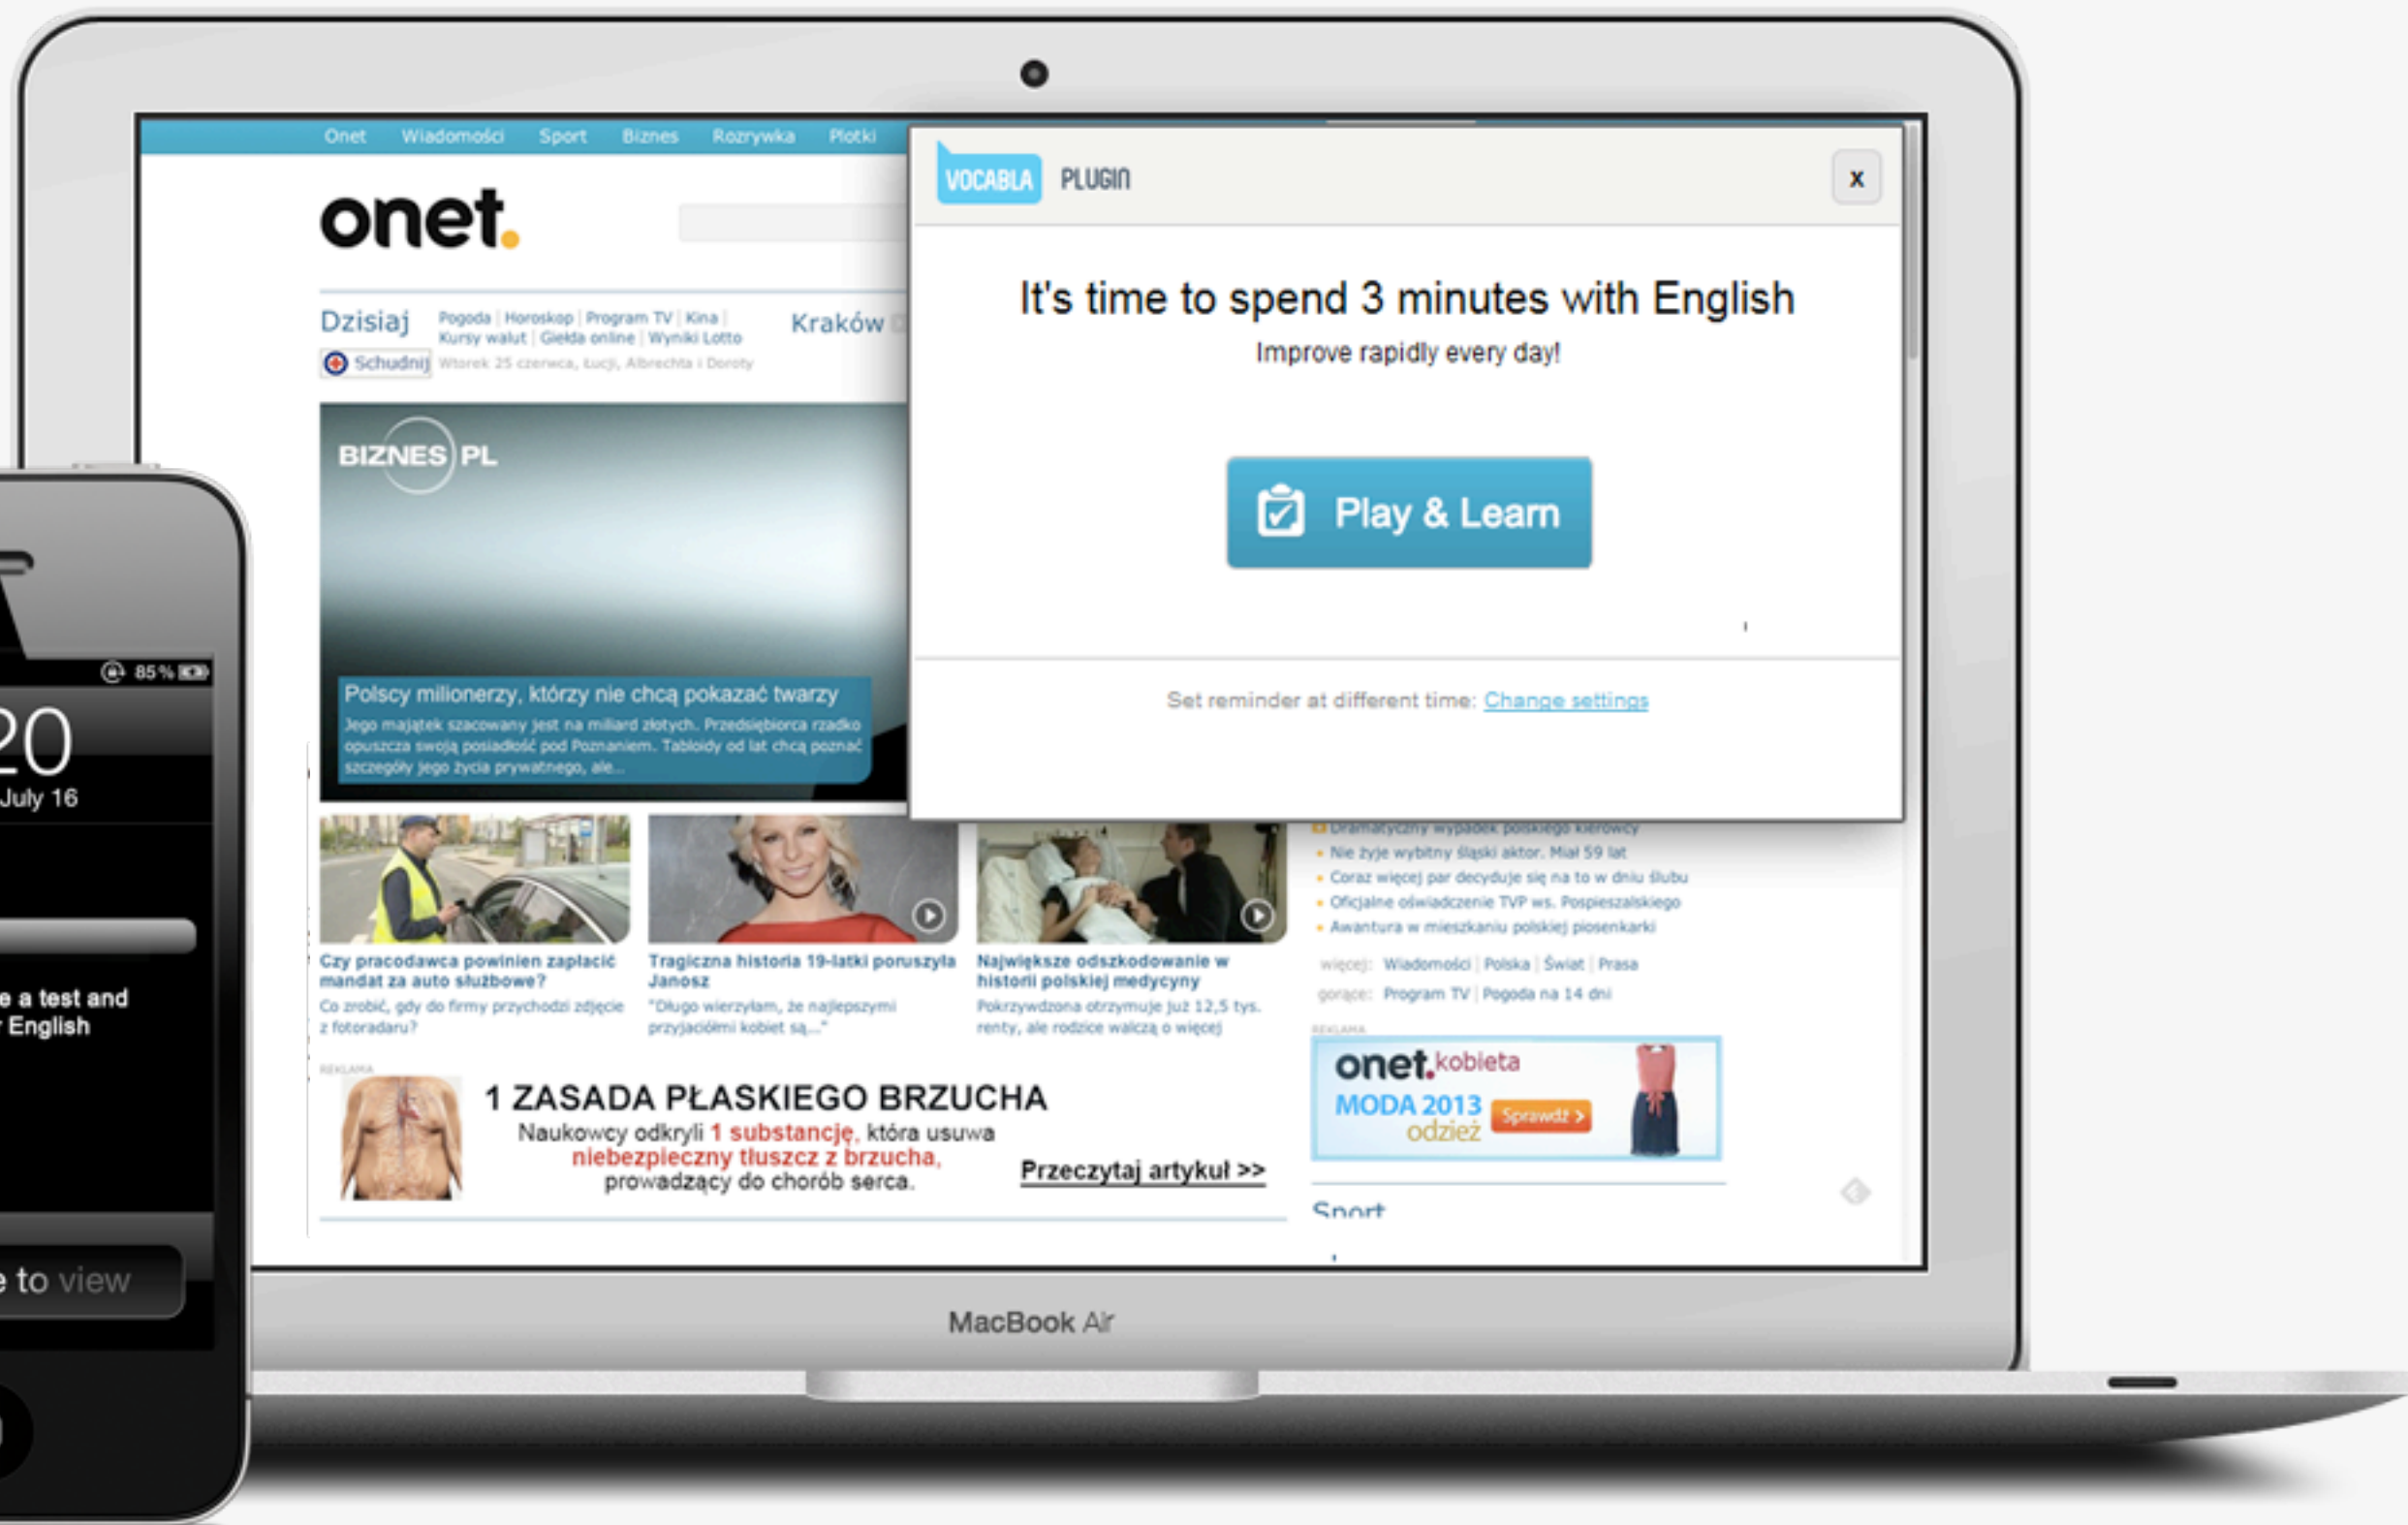 Onet Wiadomości Sport Biznes Rozrywka Plotki
onet.
Dzisiaj
Pogoda | Horoskop | Program TV | Kina |
Kursy walut | Giełda online | Wyniki Lotto
Kraków
Schudnij
Wtorek 25 czerwca, Łucji, Albrechta i Doroty
BIZNES PL
Polscy milionerzy, którzy nie chcą pokazać twarzy
Jego majątek szacowany jest na miliard złotych. Przedsiębiorca rzadko
opuszcza swoją posiadłość pod Poznaniem. Tabloidy od lat chcą poznać
szczegóły jego życia prywatnego, ale...
VOCABLA PLUGIN
x
It's time to spend 3 minutes with English
Improve rapidly every day!
Play & Learn
Set reminder at different time: Change settings
Czy pracodawca powinien zapłacić
mandat za auto służbowe?
Co zrobić, gdy do firmy przychodzi zdjęcie
z fotoradaru?
Tragiczna historia 19-latki poruszyła
Janosz
"Długo wierzyłam, że najlepszymi
przyjaciółmi kobiet są..."
Największe odszkodowanie w
historii polskiej medycyny
Pokrzywdzona otrzymuje już 12,5 tys.
renty, ale rodzice walczą o więcej
Dramatyczny wypadek polskiego kierowcy
Nie żyje wybitny śląski aktor. Miał 59 lat
Coraz więcej par decyduje się na to w dniu ślubu
Oficjalne oświadczenie TVP ws. Pospieszalskiego
Awantura w mieszkaniu polskiej piosenkarki
więcej: Wiadomości | Polska | Świat | Prasa
gorące: Program TV | Pogoda na 14 dni
REKLAMA
onet.kobieta
MODA 2013
odzież
Sprawdź >
Sport
REKLAMA
1 ZASADA PŁASKIEGO BRZUCHA
Naukowcy odkryli 1 substancję, która usuwa
niebezpieczny tłuszcz z brzucha,
prowadzący do chorób serca.
Przeczytaj artykuł >>
MacBook Air
85%
20
July 16
e a test and
r English
e to view